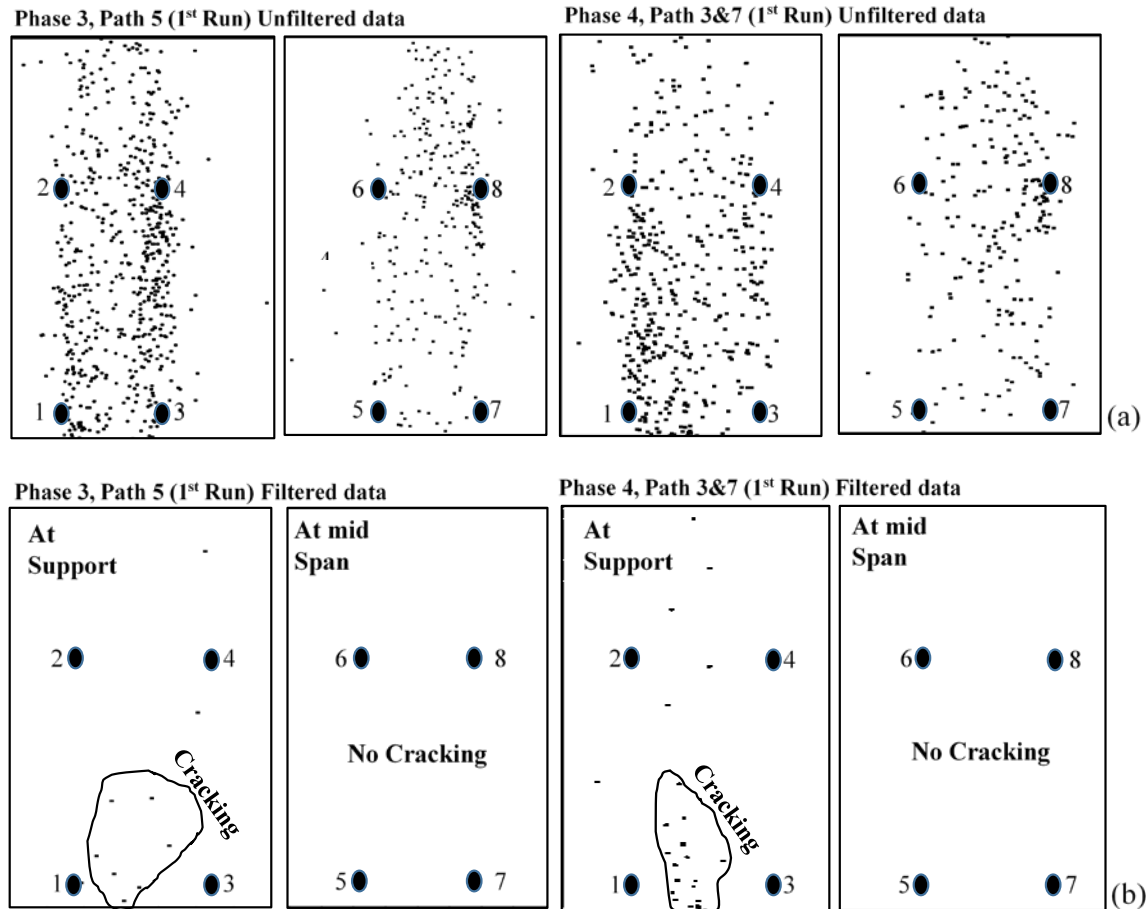 Phase 3, Path 5 (1st Run) Unfiltered data
Phase 4, Path 3&7 (1st Run) Unfiltered data
2 4 6 8 2 4 6 8
4
1 3 5 7 1 3 5 7 (a)
Phase 3, Path 5 (1st Run) Filtered data
Phase 4, Path 3&7 (1st Run) Filtered data
At
Support
At mid
Span
At
Support
At mid
Span
2 4 6 8 2 4 6 8
Cracking
No Cracking
Cracking
No Cracking
1 3 5 7 1 3 5 7 (b)